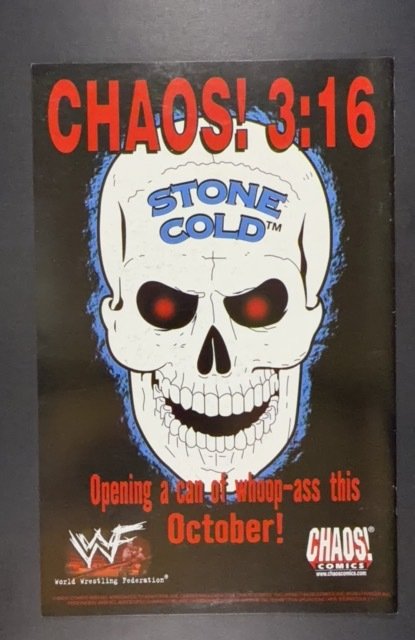 CHAOS! 3:16
STONE
COLD™
Opening a can of whoop-ass this
October!
WWF
World Wrestling Federation®
CHAOS!®
COMICS
www.chaoscomics.com